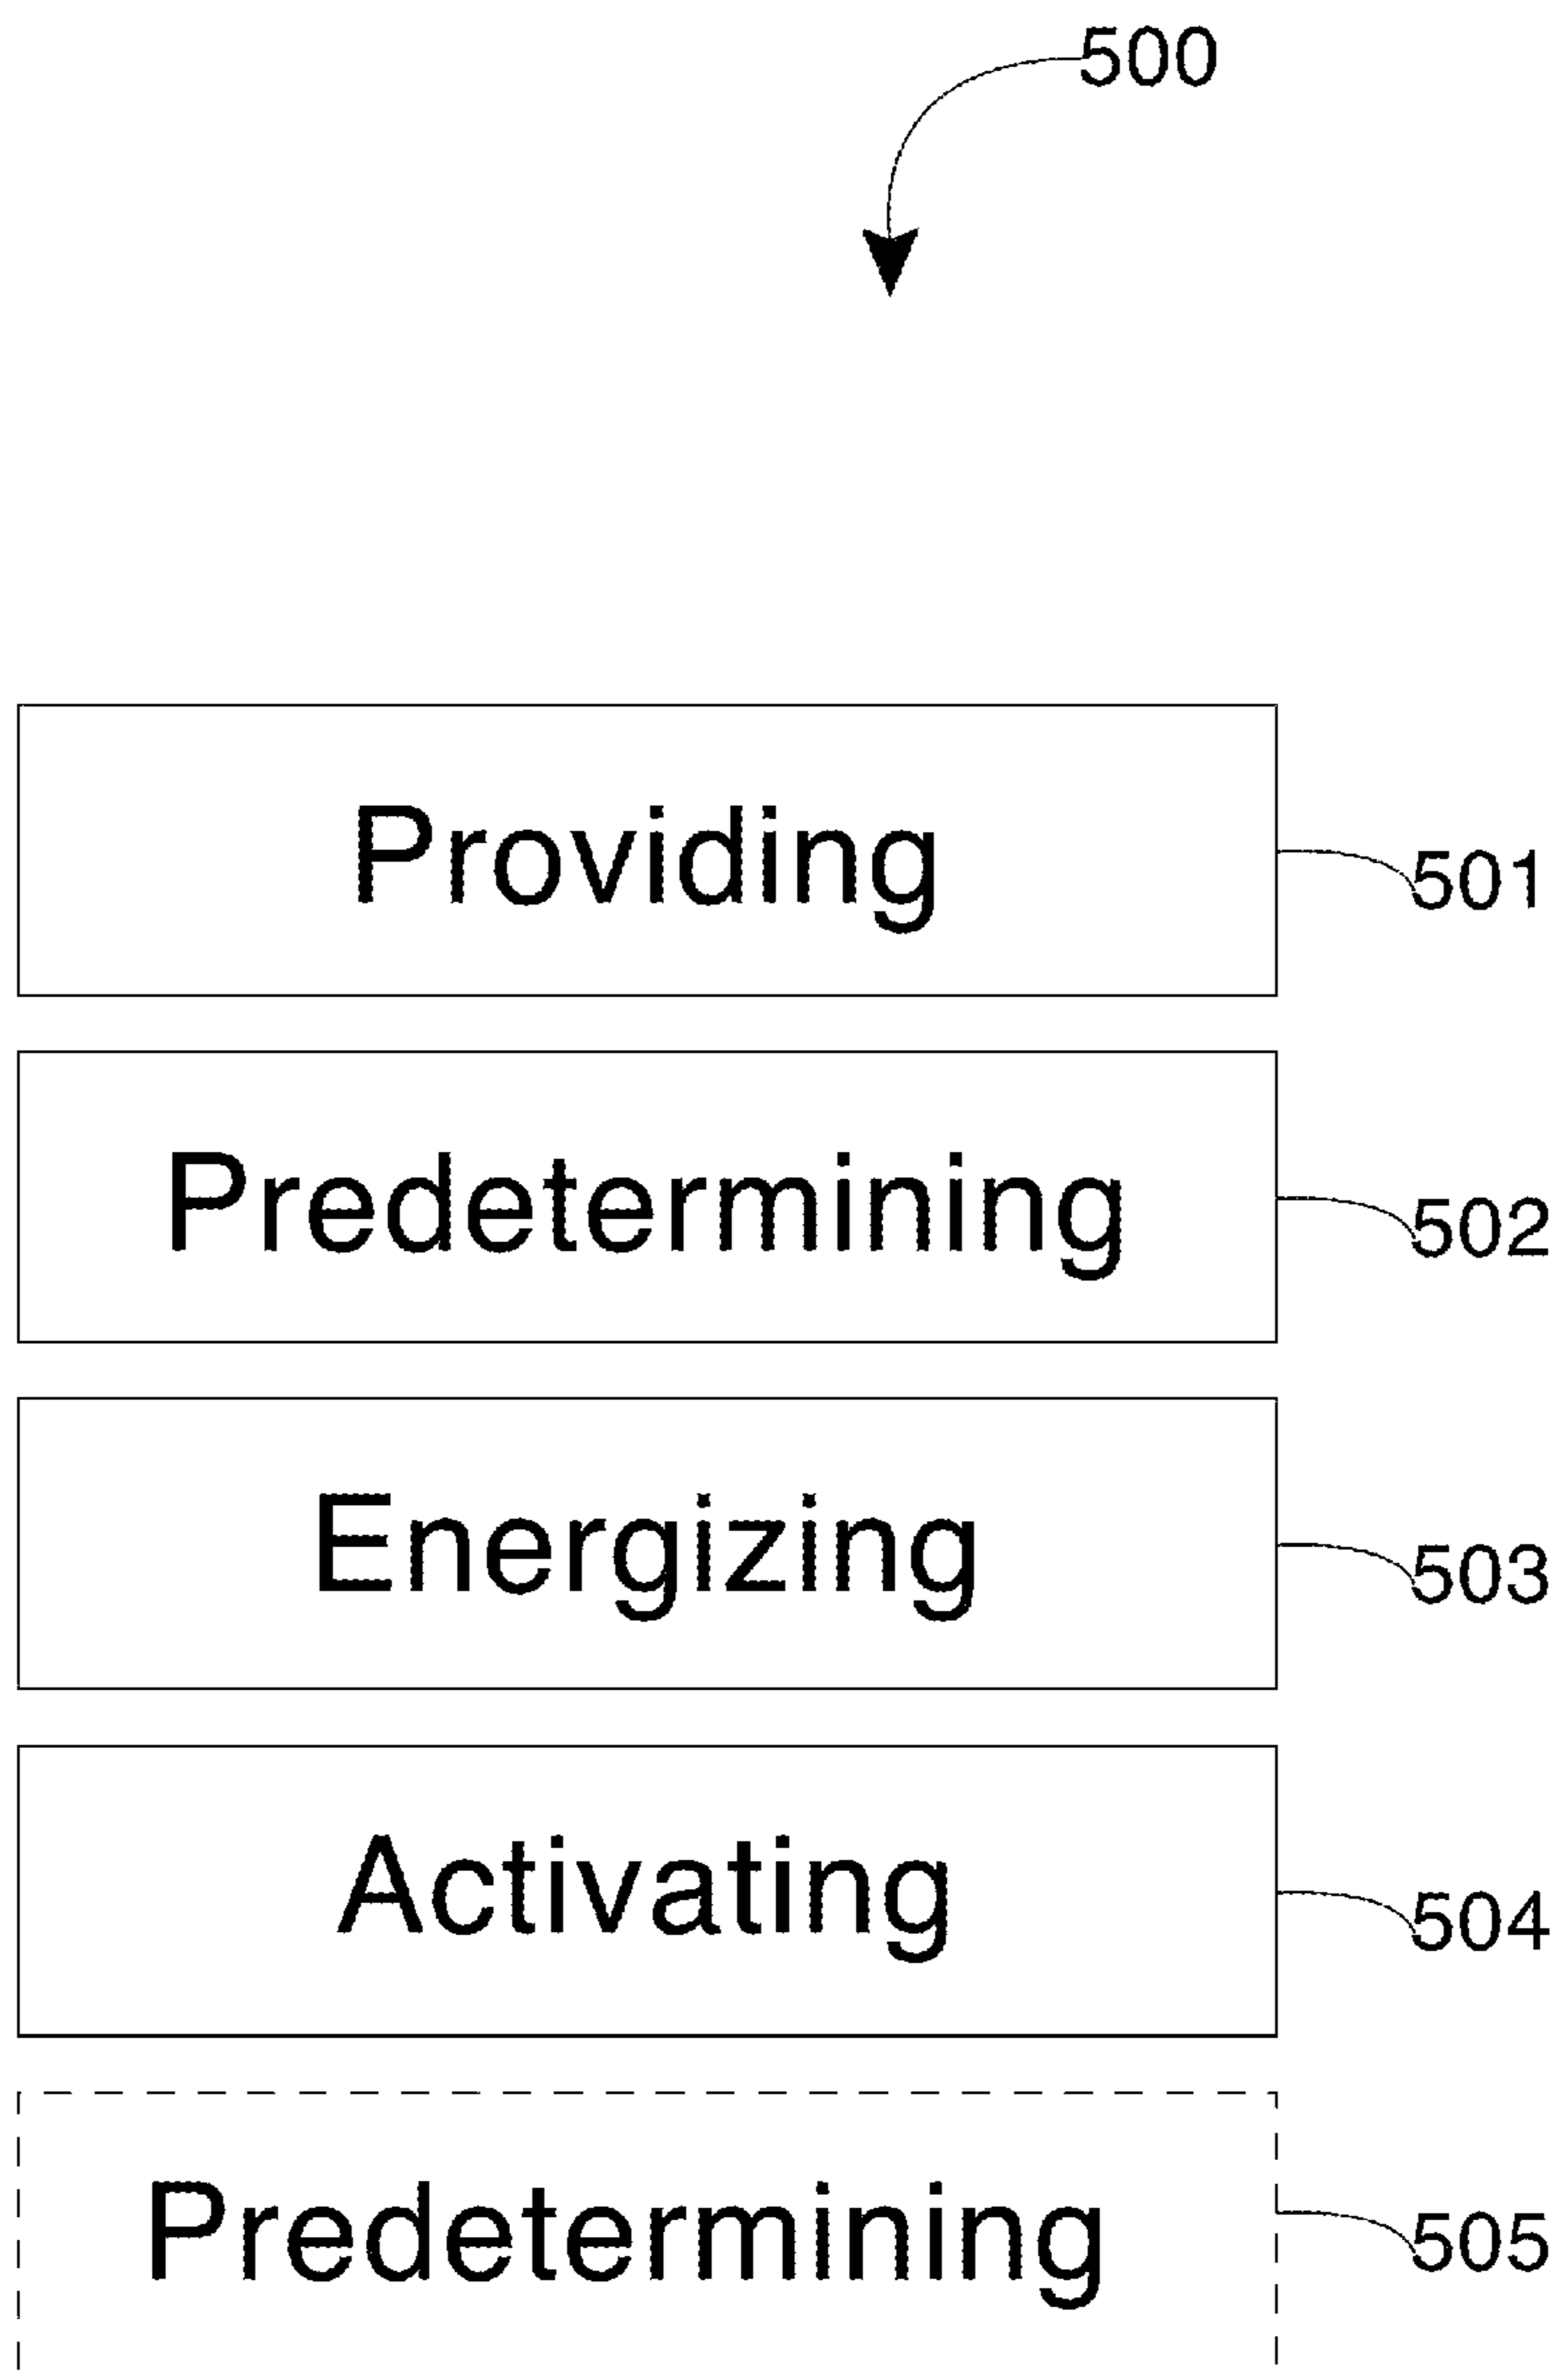 500
Providing
501
Predetermining
502
Energizing
503
Activating
504
Predetermining
505